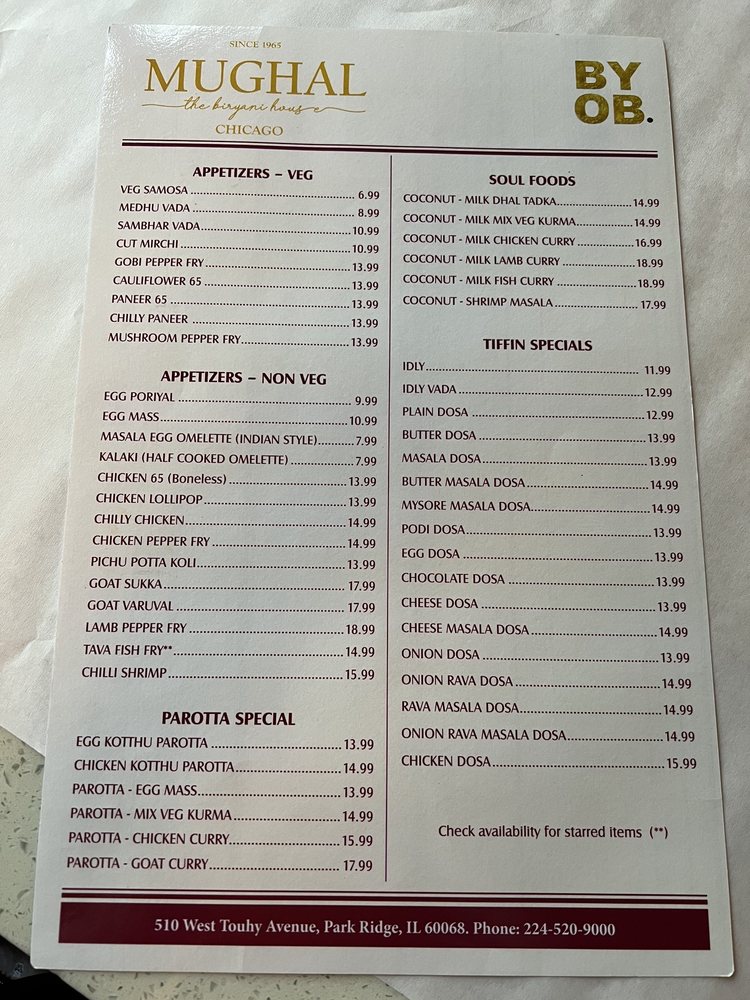 SINCE 1965
MUGHAL
the biryani house
CHICAGO
BY
OB.
APPETIZERS – VEG
VEG SAMOSA 6.99
MEDHU VADA 8.99
SAMBHAR VADA 10.99
CUT MIRCHI 10.99
GOBI PEPPER FRY 13.99
CAULIFLOWER 65 13.99
PANEER 65 13.99
CHILLY PANEER 13.99
MUSHROOM PEPPER FRY 13.99
APPETIZERS – NON VEG
EGG PORIYAL 9.99
EGG MASS 10.99
MASALA EGG OMELETTE (INDIAN STYLE) 7.99
KALAKI (HALF COOKED OMELETTE) 7.99
CHICKEN 65 (Boneless) 13.99
CHICKEN LOLLIPOP 13.99
CHILLY CHICKEN 14.99
CHICKEN PEPPER FRY 14.99
PICHU POTTA KOLI 13.99
GOAT SUKKA 17.99
GOAT VARUVAL 17.99
LAMB PEPPER FRY 18.99
TAVA FISH FRY** 14.99
CHILLI SHRIMP 15.99
PAROTTA SPECIAL
EGG KOTTHU PAROTTA 13.99
CHICKEN KOTTHU PAROTTA 14.99
PAROTTA - EGG MASS 13.99
PAROTTA - MIX VEG KURMA 14.99
PAROTTA - CHICKEN CURRY 15.99
PAROTTA - GOAT CURRY 17.99
SOUL FOODS
COCONUT - MILK DHAL TADKA 14.99
COCONUT - MILK MIX VEG KURMA 14.99
COCONUT - MILK CHICKEN CURRY 16.99
COCONUT - MILK LAMB CURRY 18.99
COCONUT - MILK FISH CURRY 18.99
COCONUT - SHRIMP MASALA 17.99
TIFFIN SPECIALS
IDLY 11.99
IDLY VADA 12.99
PLAIN DOSA 12.99
BUTTER DOSA 13.99
MASALA DOSA 13.99
BUTTER MASALA DOSA 14.99
MYSORE MASALA DOSA 14.99
PODI DOSA 13.99
EGG DOSA 13.99
CHOCOLATE DOSA 13.99
CHEESE DOSA 13.99
CHEESE MASALA DOSA 14.99
ONION DOSA 13.99
ONION RAVA DOSA 14.99
RAVA MASALA DOSA 14.99
ONION RAVA MASALA DOSA 14.99
CHICKEN DOSA 15.99
Check availability for starred items (**)
510 West Touhy Avenue, Park Ridge, IL 60068. Phone: 224-520-9000